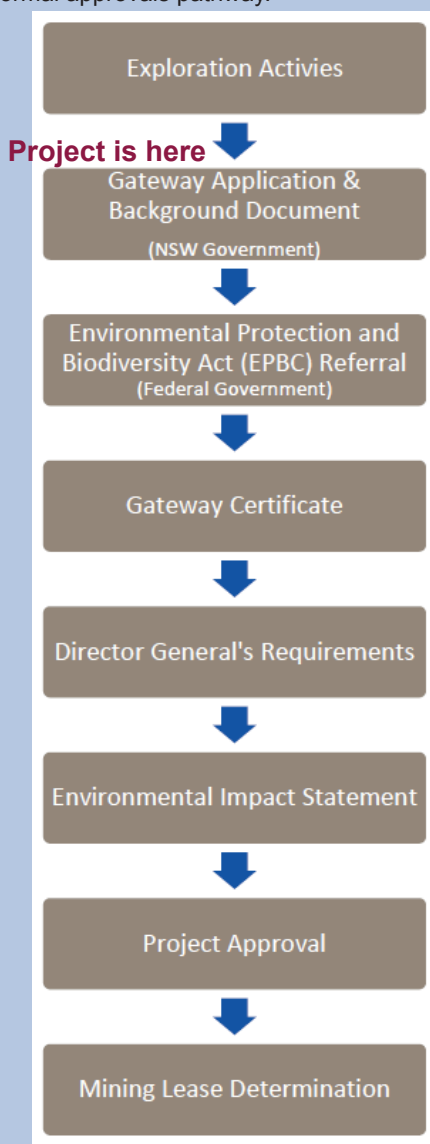 ormal approvals pathway.
Exploration Activies
Project is here
Gateway Application &
Background Document
(NSW Government)
Environmental Protection and
Biodiversity Act (EPBC) Referral
(Federal Government)
Gateway Certificate
Director General's Requirements
Environmental Impact Statement
Project Approval
Mining Lease Determination